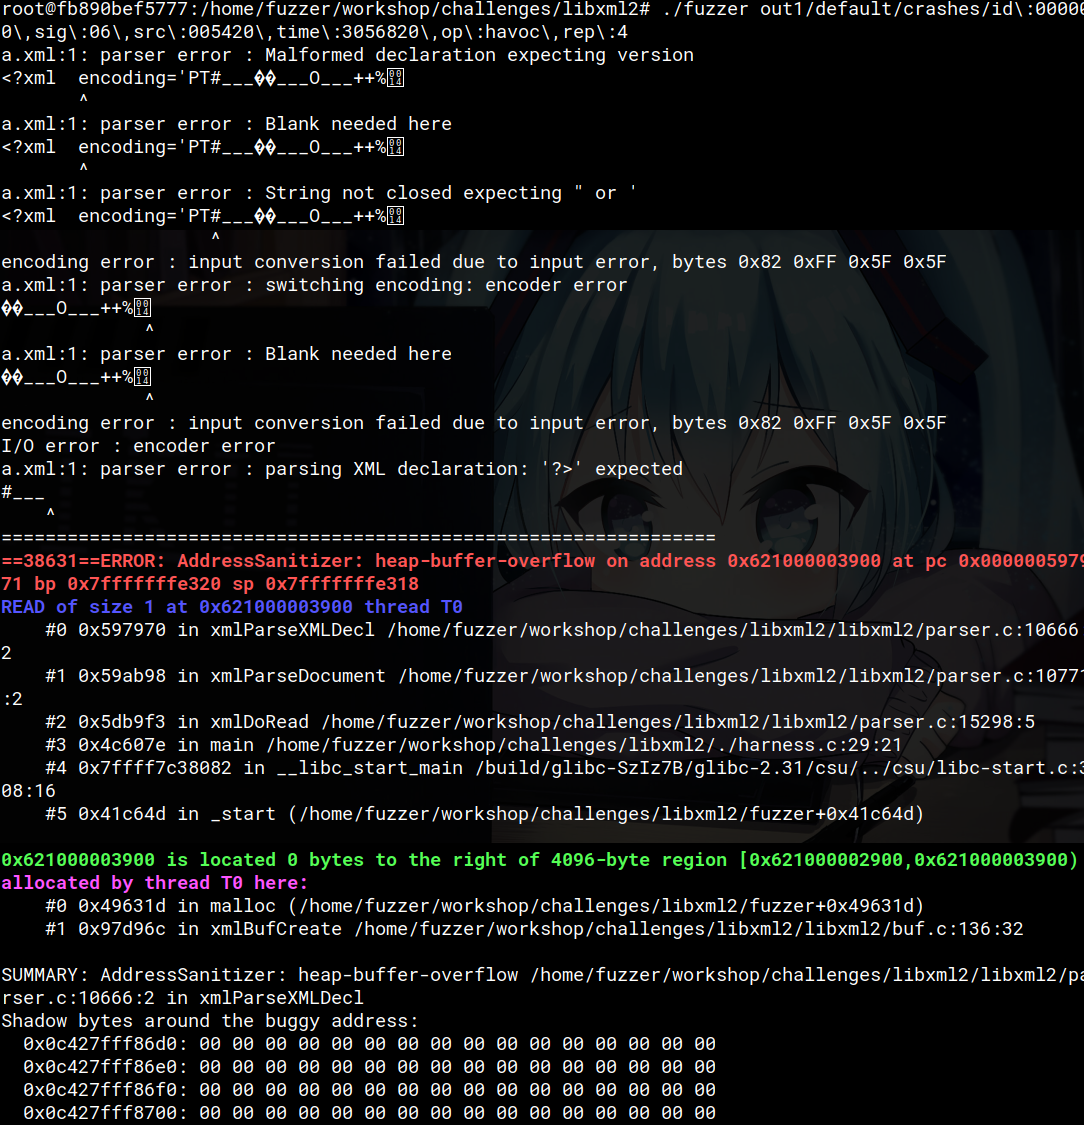 root@fb890bef5777:/home/fuzzer/workshop/challenges/libxml2# ./fuzzer out1/default/crashes/id\:00000
0\,sig\:06\,src\:005420\,time\:3056820\,op\:havoc\,rep\:4
a.xml:1: parser error : Malformed declaration expecting version
<?xml  encoding='PT#___��___O___++%
       ^
a.xml:1: parser error : Blank needed here
<?xml  encoding='PT#___��___O___++%
       ^
a.xml:1: parser error : String not closed expecting " or '
<?xml  encoding='PT#___��___O___++%
                   ^
encoding error : input conversion failed due to input error, bytes 0x82 0xFF 0x5F 0x5F
a.xml:1: parser error : switching encoding: encoder error
��___O___++%
             ^
a.xml:1: parser error : Blank needed here
��___O___++%
             ^
encoding error : input conversion failed due to input error, bytes 0x82 0xFF 0x5F 0x5F
I/O error : encoder error
a.xml:1: parser error : parsing XML declaration: '?>' expected
#___
    ^
=================================================================
==38631==ERROR: AddressSanitizer: heap-buffer-overflow on address 0x621000003900 at pc 0x0000005979
71 bp 0x7fffffffe320 sp 0x7fffffffe318
READ of size 1 at 0x621000003900 thread T0
    #0 0x597970 in xmlParseXMLDecl /home/fuzzer/workshop/challenges/libxml2/libxml2/parser.c:10666
2
    #1 0x59ab98 in xmlParseDocument /home/fuzzer/workshop/challenges/libxml2/libxml2/parser.c:10771
:2
    #2 0x5db9f3 in xmlDoRead /home/fuzzer/workshop/challenges/libxml2/libxml2/parser.c:15298:5
    #3 0x4c607e in main /home/fuzzer/workshop/challenges/libxml2/./harness.c:29:21
    #4 0x7ffff7c38082 in __libc_start_main /build/glibc-SzIz7B/glibc-2.31/csu/../csu/libc-start.c:3
08:16
    #5 0x41c64d in _start (/home/fuzzer/workshop/challenges/libxml2/fuzzer+0x41c64d)

0x621000003900 is located 0 bytes to the right of 4096-byte region [0x621000002900,0x621000003900)
allocated by thread T0 here:
    #0 0x49631d in malloc (/home/fuzzer/workshop/challenges/libxml2/fuzzer+0x49631d)
    #1 0x97d96c in xmlBufCreate /home/fuzzer/workshop/challenges/libxml2/libxml2/buf.c:136:32

SUMMARY: AddressSanitizer: heap-buffer-overflow /home/fuzzer/workshop/challenges/libxml2/libxml2/pa
rser.c:10666:2 in xmlParseXMLDecl
Shadow bytes around the buggy address:
  0x0c427fff86d0: 00 00 00 00 00 00 00 00 00 00 00 00 00 00 00 00
  0x0c427fff86e0: 00 00 00 00 00 00 00 00 00 00 00 00 00 00 00 00
  0x0c427fff86f0: 00 00 00 00 00 00 00 00 00 00 00 00 00 00 00 00
  0x0c427fff8700: 00 00 00 00 00 00 00 00 00 00 00 00 00 00 00 00